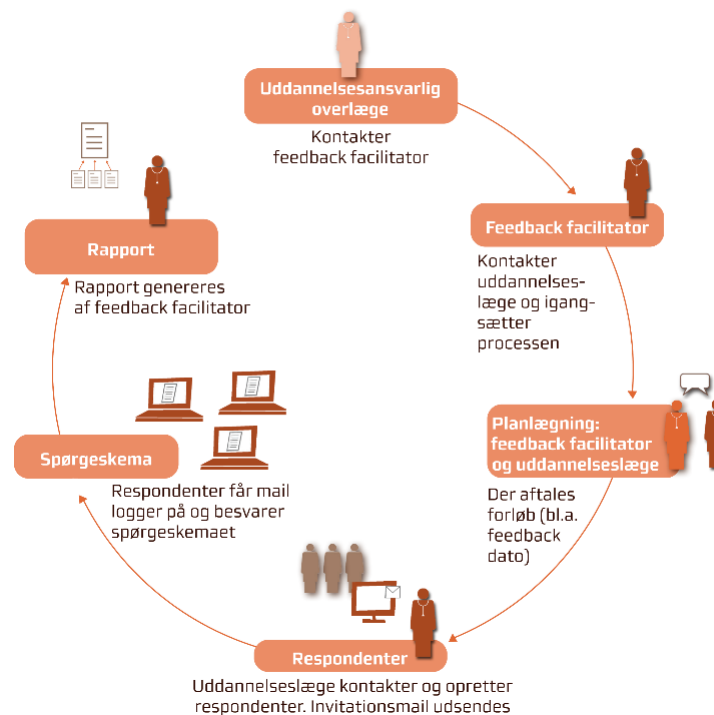 Uddannelsesansvarlig
overlæge
Kontakter
feedback facilitator
Feedback facilitator
Kontakter
uddannelses-
læge og igang-
sætter
processen
Planlægning:
feedback facilitator
og uddannelseslæge
Der aftales
forløb (bl.a.
feedback
dato)
Respondenter
Uddannelseslæge kontakter og opretter
respondenter. Invitationsmail udsendes
Spørgeskema
Respondenter får mail
logger på og besvarer
spørgeskemaet
Rapport
Rapport genereres
af feedback facilitator